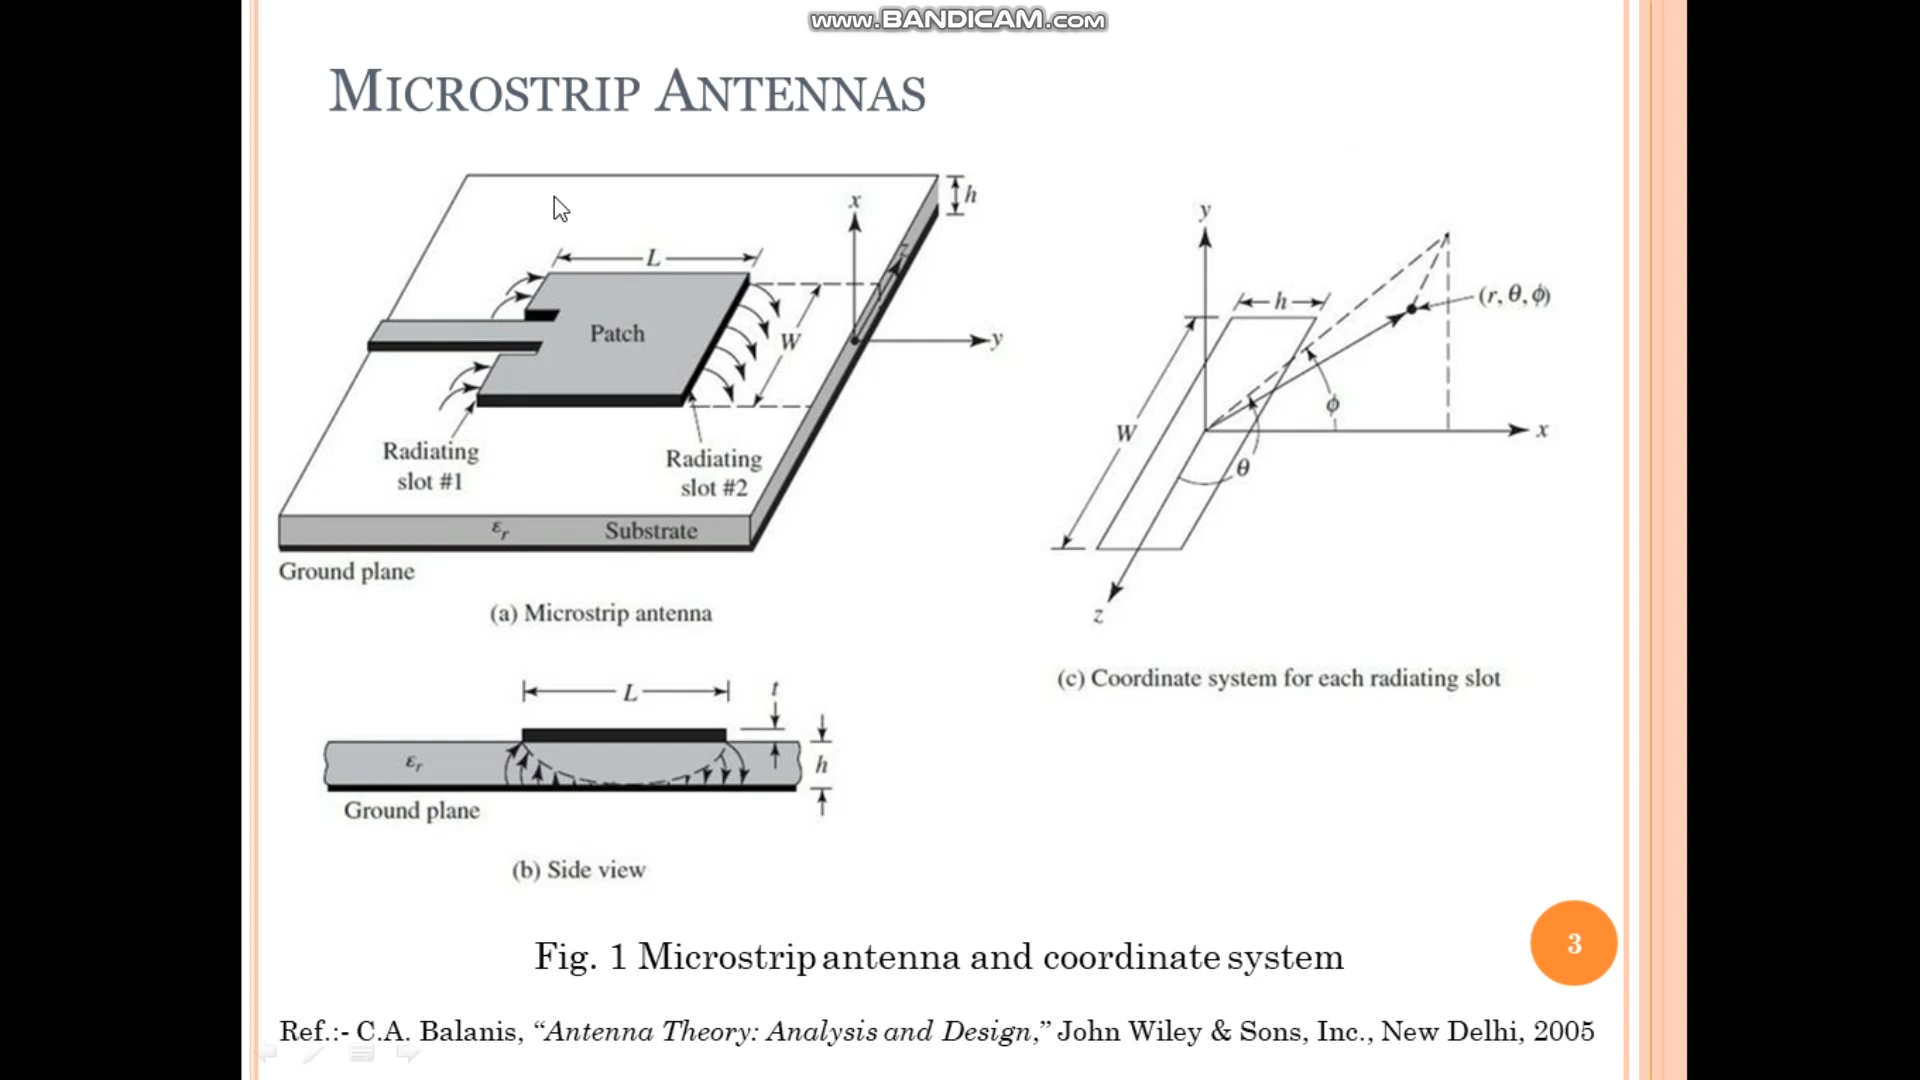 www.BANDICAM.com
MICROSTRIP ANTENNAS
h
x
L
z
Patch
W
y
Radiating
slot #1
Radiating
slot #2
εr
Substrate
Ground plane
(a) Microstrip antenna
L
t
εr
h
Ground plane
(b) Side view
y
h
(r, θ, ϕ)
W
ϕ
x
θ
z
(c) Coordinate system for each radiating slot
Fig. 1 Microstrip antenna and coordinate system
3
Ref.:- C.A. Balanis, “Antenna Theory: Analysis and Design,” John Wiley & Sons, Inc., New Delhi, 2005